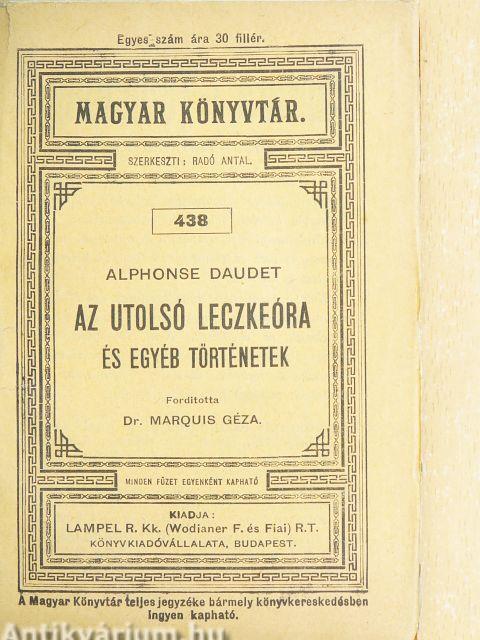 Egyes szám ára 30 fillér.
MAGYAR KÖNYVTÁR.
SZERKESZTI: RADÓ ANTAL.
438
ALPHONSE DAUDET
AZ UTOLSÓ LECZKEÓRA
ÉS EGYÉB TÖRTÉNETEK
Forditotta
Dr. MARQUIS GÉZA.
MINDEN FÜZET EGYENKÉNT KAPHATÓ
KIADJA:
LAMPEL R. Kk. (Wodianer F. és Fiai) R.T.
KÖNYVKIADÓVÁLLALATA, BUDAPEST.
A Magyar Könyvtár teljes jegyzéke bármely könyvkereskedésben
ingyen kapható.
Antikvárium.hu